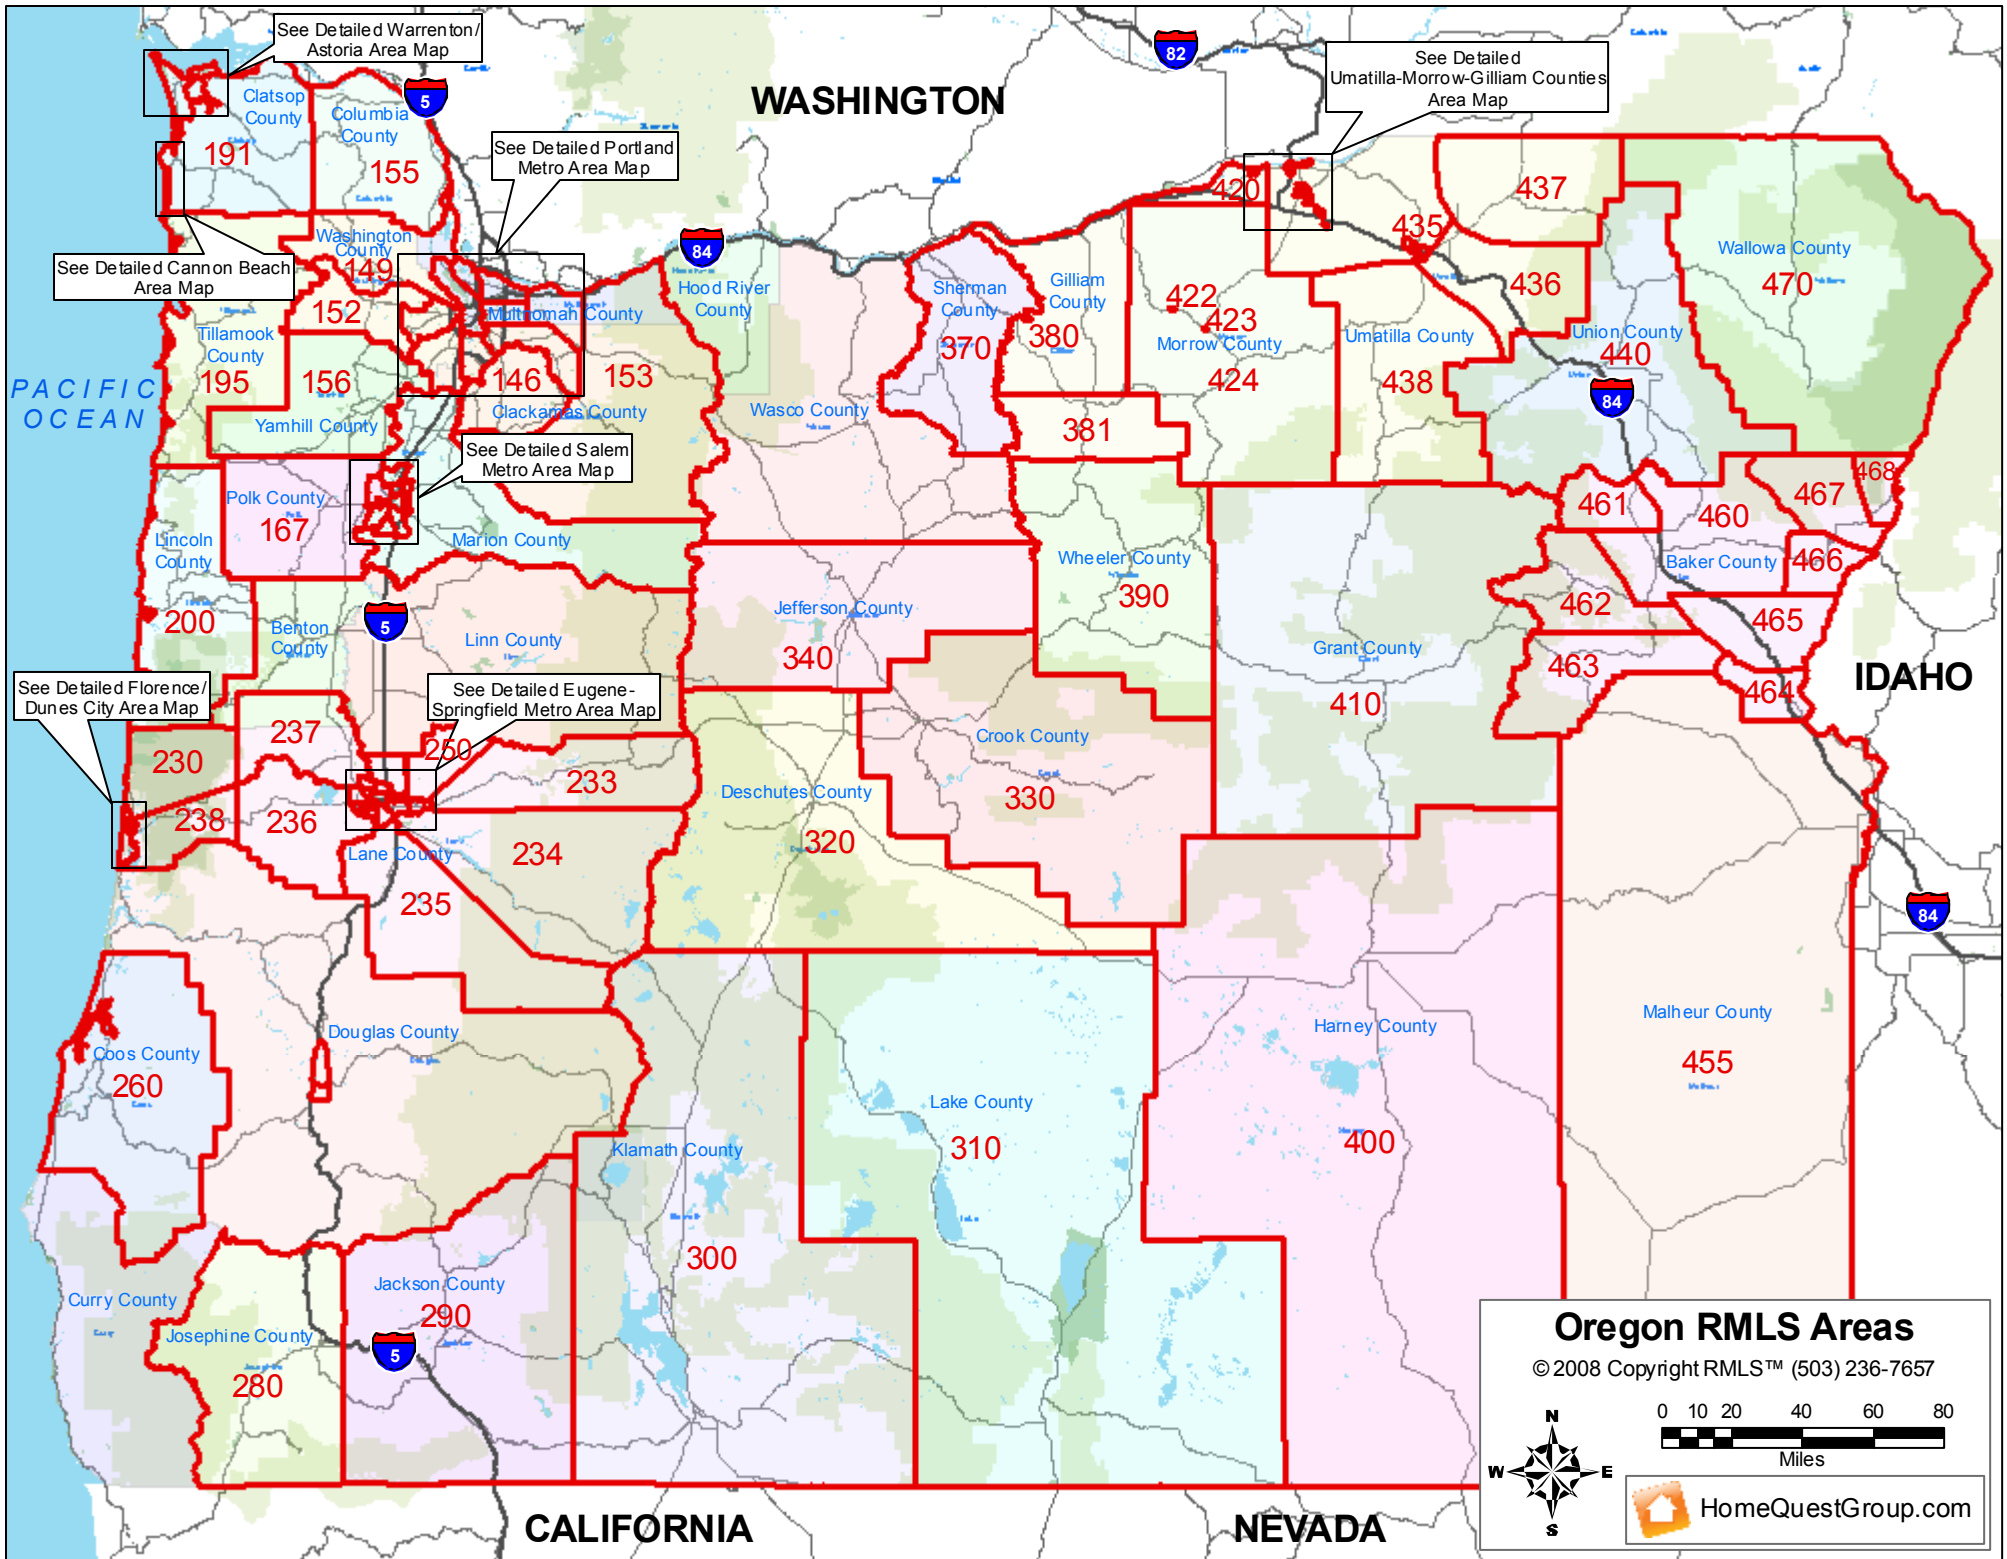 See Detailed Warrenton/
Astoria Area Map
82
See Detailed
Umatilla-Morrow-Gilliam Counties
Area Map
WASHINGTON
5
Clatsop
County
Columbia
County
191
155
See Detailed Portland
Metro Area Map
420
437
435
Washington
County
149
84
See Detailed Cannon Beach
Area Map
Wallowa County
470
Hood River
County
Sherman
County
Gilliam
County
436
422
423
152
Multnomah County
Tillamook
County
195
380
370
Morrow County
424
Umatilla County
438
Union County
440
156
146
153
84
PACIFIC
OCEAN
Clackamas County
Wasco County
Yamhill County
381
See Detailed Salem
Metro Area Map
468
467
461
460
Polk County
167
Lincoln
County
Marion County
Wheeler County
390
Baker County
466
462
Jefferson County
340
200
5
Benton
County
Linn County
Grant County
410
465
463
464
IDAHO
See Detailed Florence/
Dunes City Area Map
See Detailed Eugene-
Springfield Metro Area Map
237
250
230
Crook County
330
233
Deschutes County
320
238
236
Lane County
234
235
84
Douglas County
Coos County
260
Malheur County
455
Harney County
400
Lake County
310
Klamath County
300
Curry County
Jackson County
290
Josephine County
280
5
Oregon RMLS Areas
© 2008 Copyright RMLS™ (503) 236-7657
0 10 20 40 60 80
Miles
N
W E
S
HomeQuestGroup.com
CALIFORNIA
NEVADA